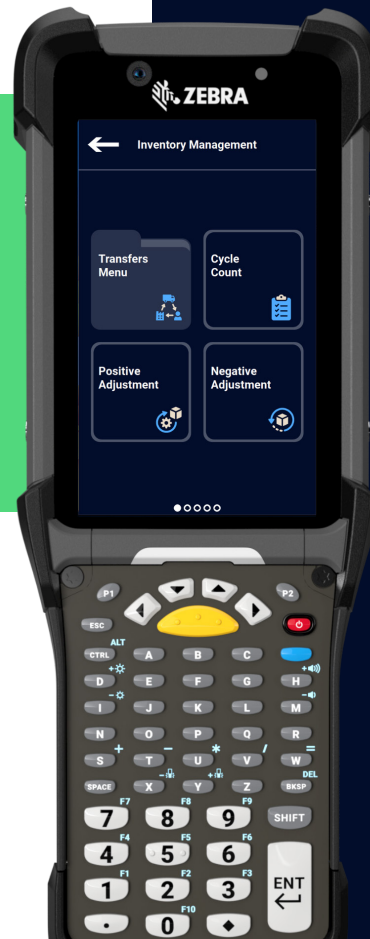 ZEBRA
Inventory Management
Transfers
Menu
Cycle
Count
Positive
Adjustment
Negative
Adjustment
P1
P2
ESC
ALT
CTRL
A
B
C
D
E
F
G
H
I
J
K
L
M
N
O
P
Q
R
+
−
*
/
=
S
T
U
V
W
DEL
SPACE
X
Y
Z
BKSP
F7
F8
F9
7
8
9
SHIFT
F4
F5
F6
4
5
6
F1
F2
F3
1
2
3
ENT
F10
.
0